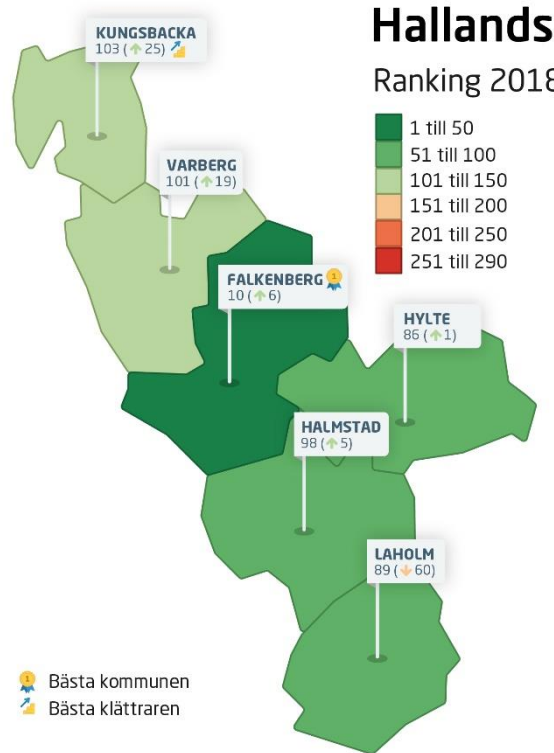 Hallands
Ranking 2018
1 till 50
51 till 100
101 till 150
151 till 200
201 till 250
251 till 290
KUNGSBACKA
103 (↑25)
VARBERG
101 (↑19)
FALKENBERG 1
10 (↑6)
HYLTE
86 (↑1)
HALMSTAD
98 (↑5)
LAHOLM
89 (↓60)
1 Bästa kommunen
Bästa klättraren